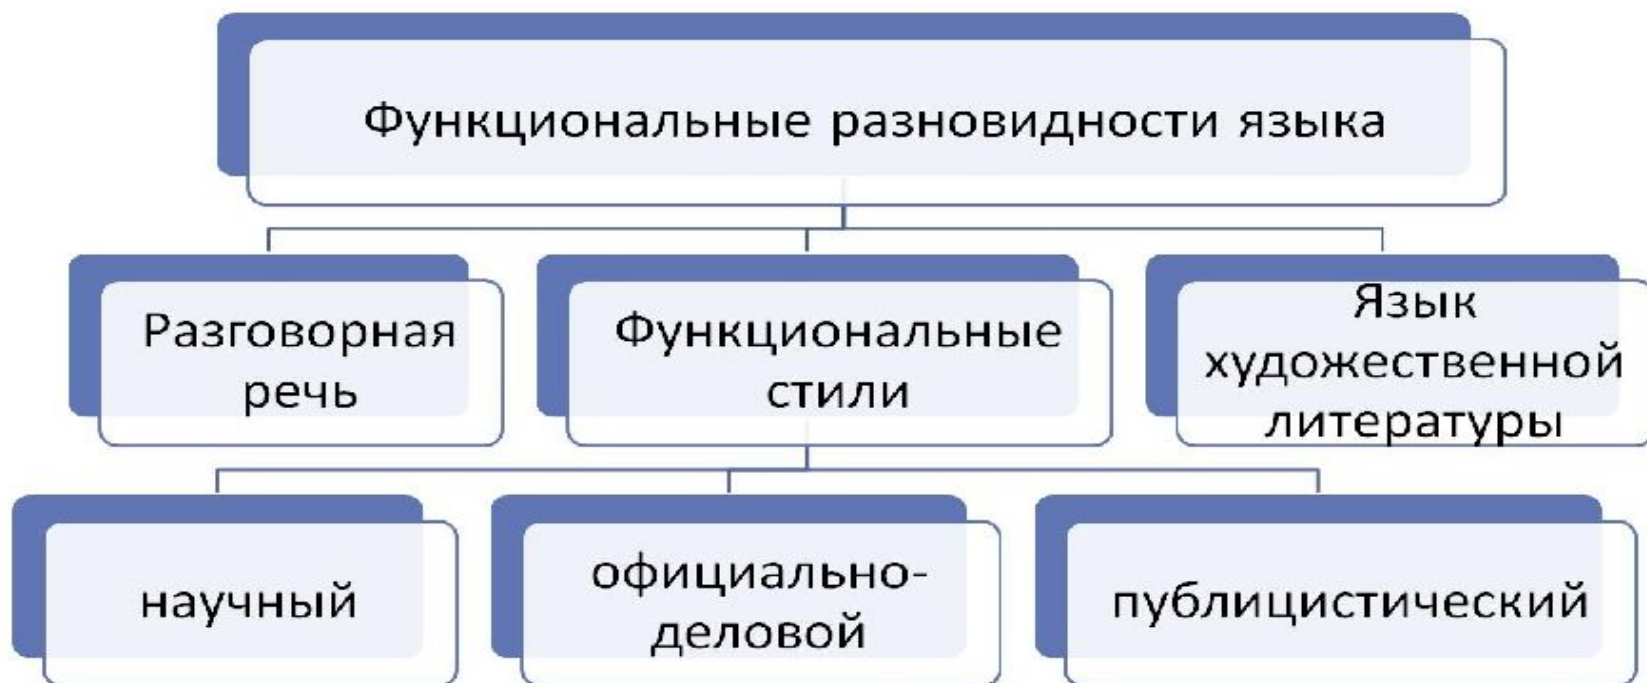 Функциональные разновидности языка
Разговорная
речь
Функциональные
стили
Язык
художественной
литературы
научный
официально-
деловой
публицистический